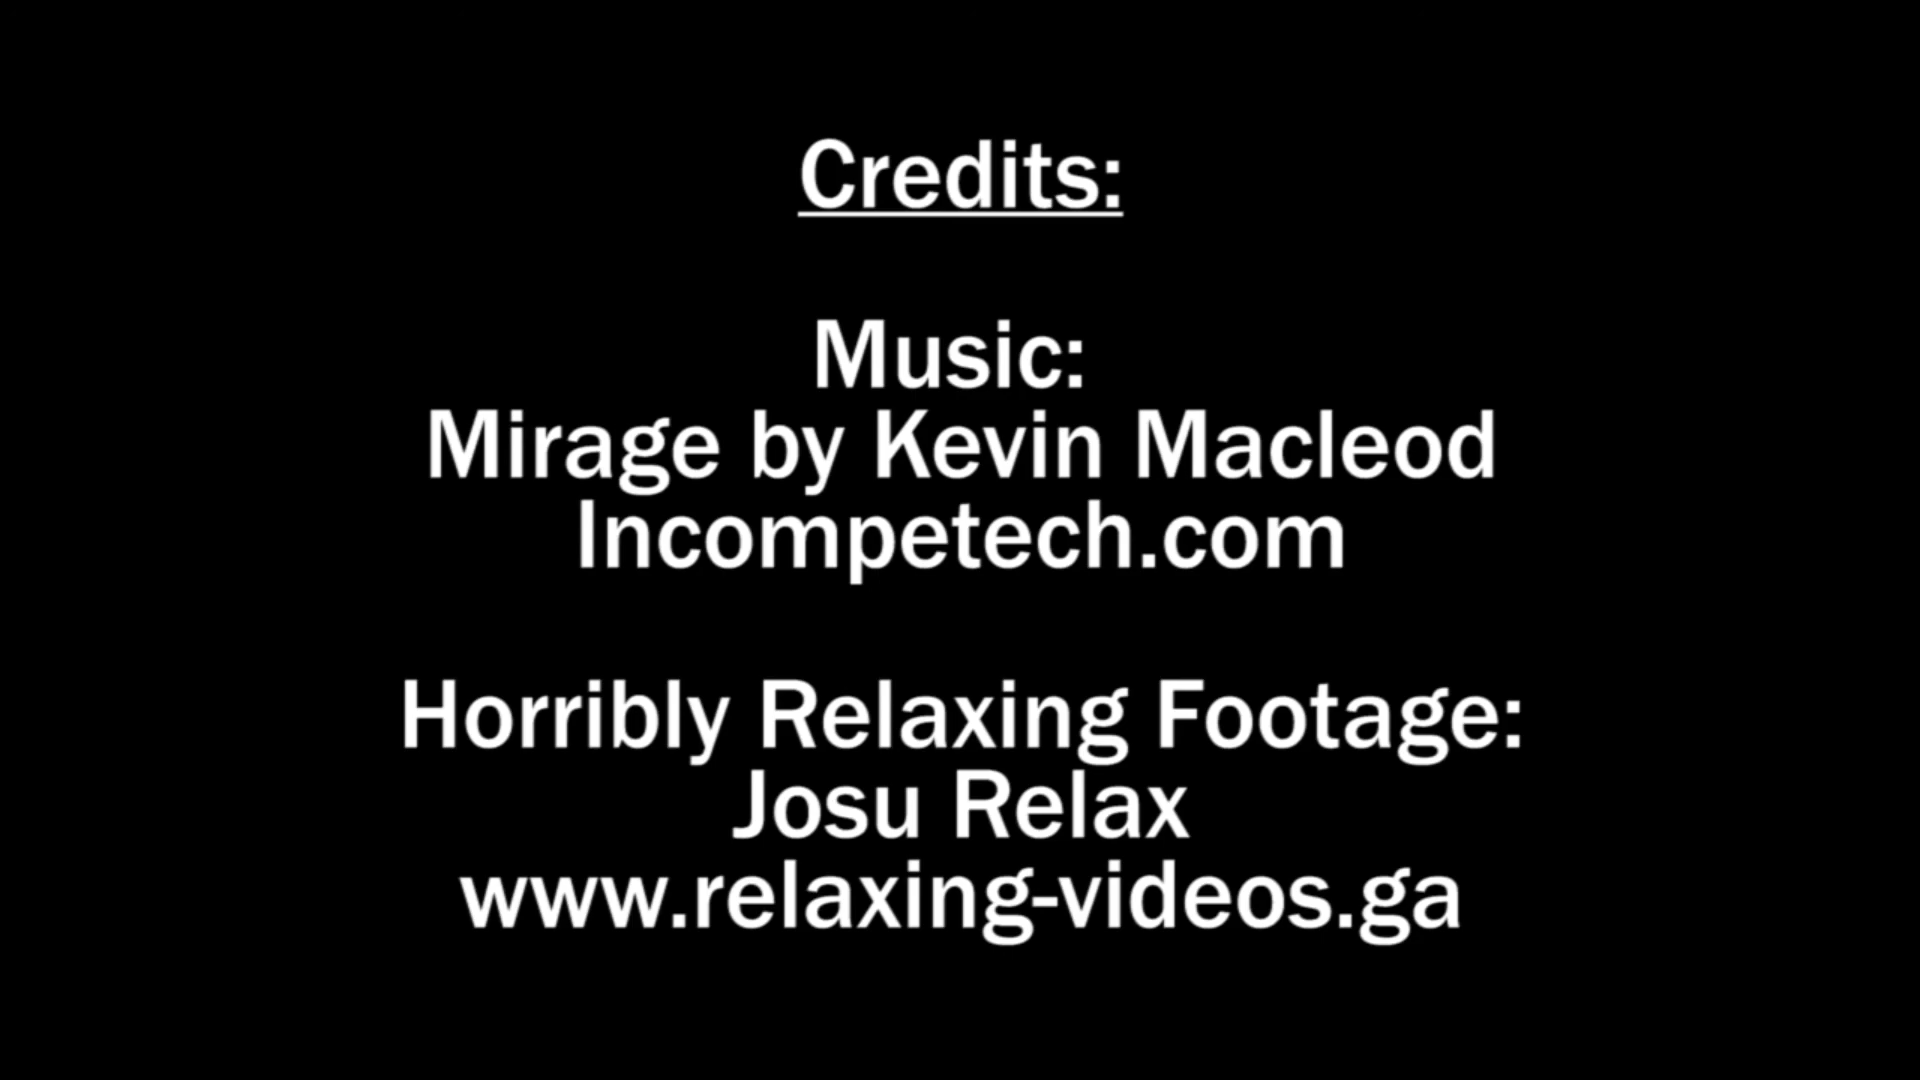 Credits:
Music:
Mirage by Kevin Macleod
Incompetech.com
Horribly Relaxing Footage:
Josu Relax
www.relaxing-videos.ga